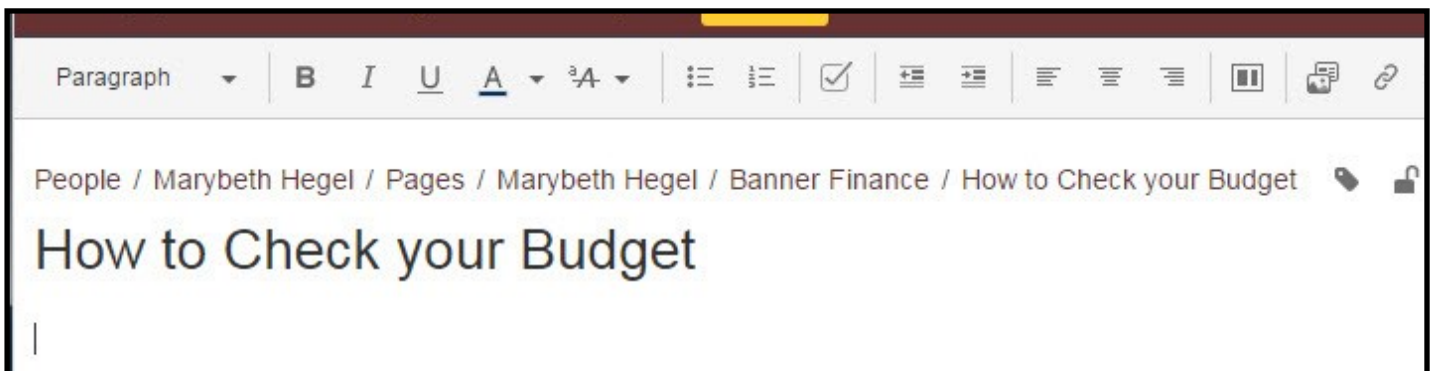 Paragraph B I U A ᵃA
People / Marybeth Hegel / Pages / Marybeth Hegel / Banner Finance / How to Check your Budget
How to Check your Budget